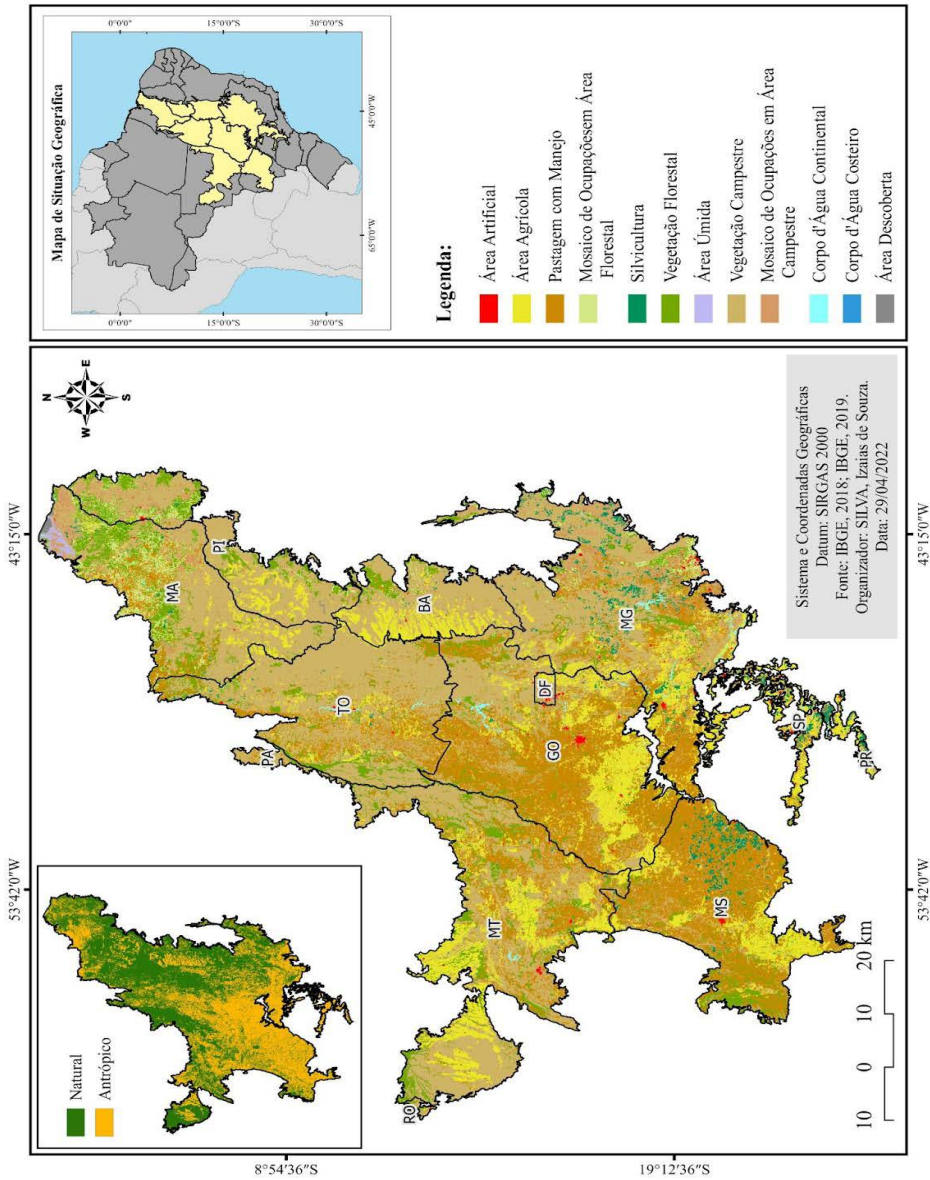 Mapa de Situação Geográfica
0°0'0"
15°0'0"S
30°0'0"S
0°0'0"
15°0'0"S
30°0'0"S
65°0'0"W
45°0'0"W
Legenda:
Área Artificial
Área Agrícola
Pastagem com Manejo
Mosaico de Ocupaçõesem Área
Florestal
Silvicultura
Vegetação Florestal
Área Úmida
Vegetação Campestre
Mosaico de Ocupações em Área
Campestre
Corpo d'Água Continental
Corpo d'Água Costeiro
Área Descoberta
53°42'0"W
43°15'0"W
53°42'0"W
43°15'0"W
8°54'36"S
19°12'36"S
Natural
Antrópico
N
W
E
S
MA
PI
PA
TO
BA
RO
MT
GO
DF
MG
MS
SP
PR
10
0
10
20 km
Sistema e Coordenadas Geográficas
Datum: SIRGAS 2000
Fonte: IBGE, 2018; IBGE, 2019.
Organizador: SILVA, Izaias de Souza.
Data: 29/04/2022